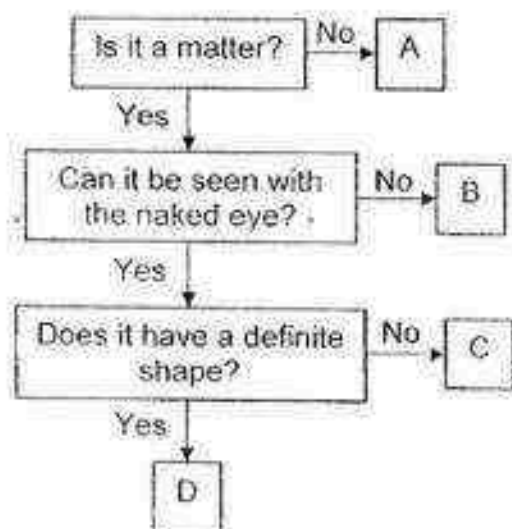 Is it a matter?
No
A
Yes
Can it be seen with
the naked eye?
No
B
Yes
Does it have a definite
shape?
No
C
Yes
D